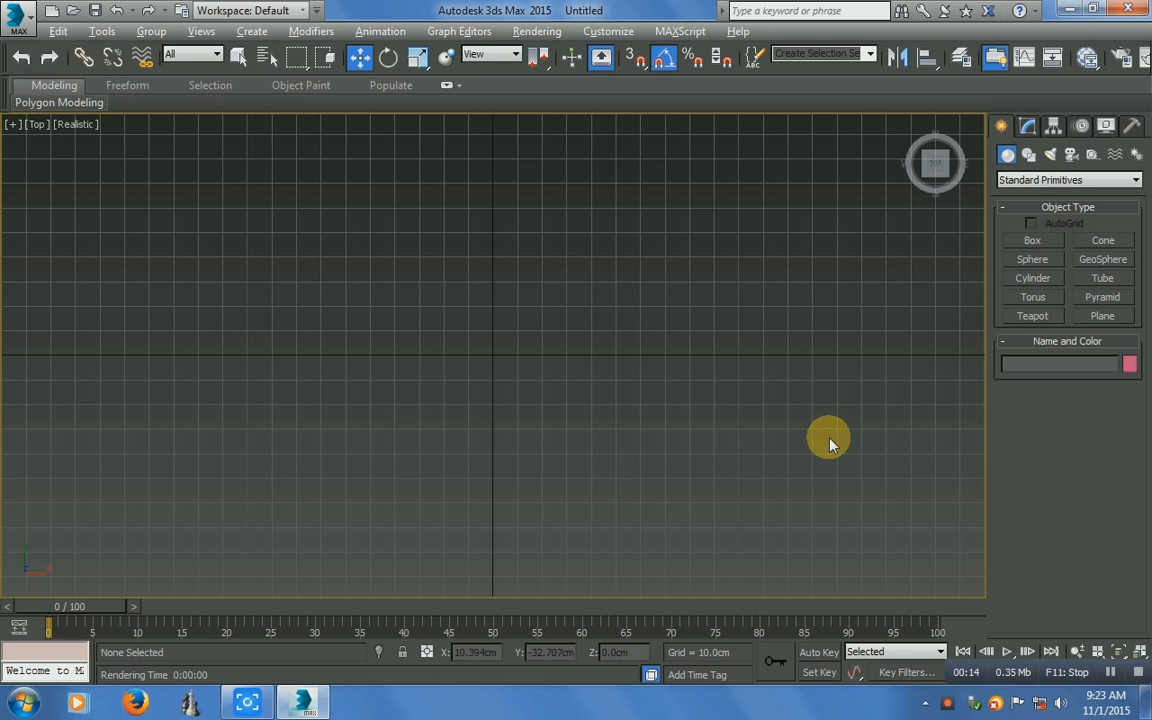 Workspace: Default
Autodesk 3ds Max 2015 Untitled
Type a keyword or phrase
MAX
Edit Tools Group Views Create Modifiers Animation Graph Editors Rendering Customize MAXScript Help
All
View
3
Create Selection Se
Modeling Freeform Selection Object Paint Populate
Polygon Modeling
[+] [Top] [Realistic]
TOP
Standard Primitives
- Object Type
AutoGrid
Box Cone
Sphere GeoSphere
Cylinder Tube
Torus Pyramid
Teapot Plane
- Name and Color
< 0 / 100 >
0 5 10 15 20 25 30 35 40 45 50 55 60 65 70 75 80 85 90 95 100
None Selected
X: 10.394cm Y: -32.707cm Z: 0.0cm
Grid = 10.0cm
Auto Key
Selected
Welcome to M
Rendering Time 0:00:00
Add Time Tag
Set Key
Key Filters...
00:14 0.35 Mb F11: Stop
MAX
9:23 AM
11/1/2015